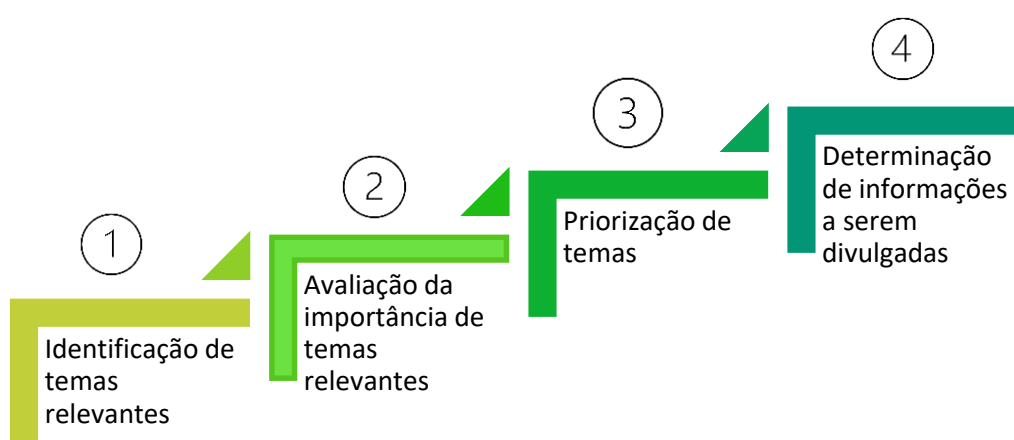 1
Identificação de
temas
relevantes
2
Avaliação da
importância de
temas
relevantes
3
Priorização de
temas
4
Determinação
de informações
a serem
divulgadas